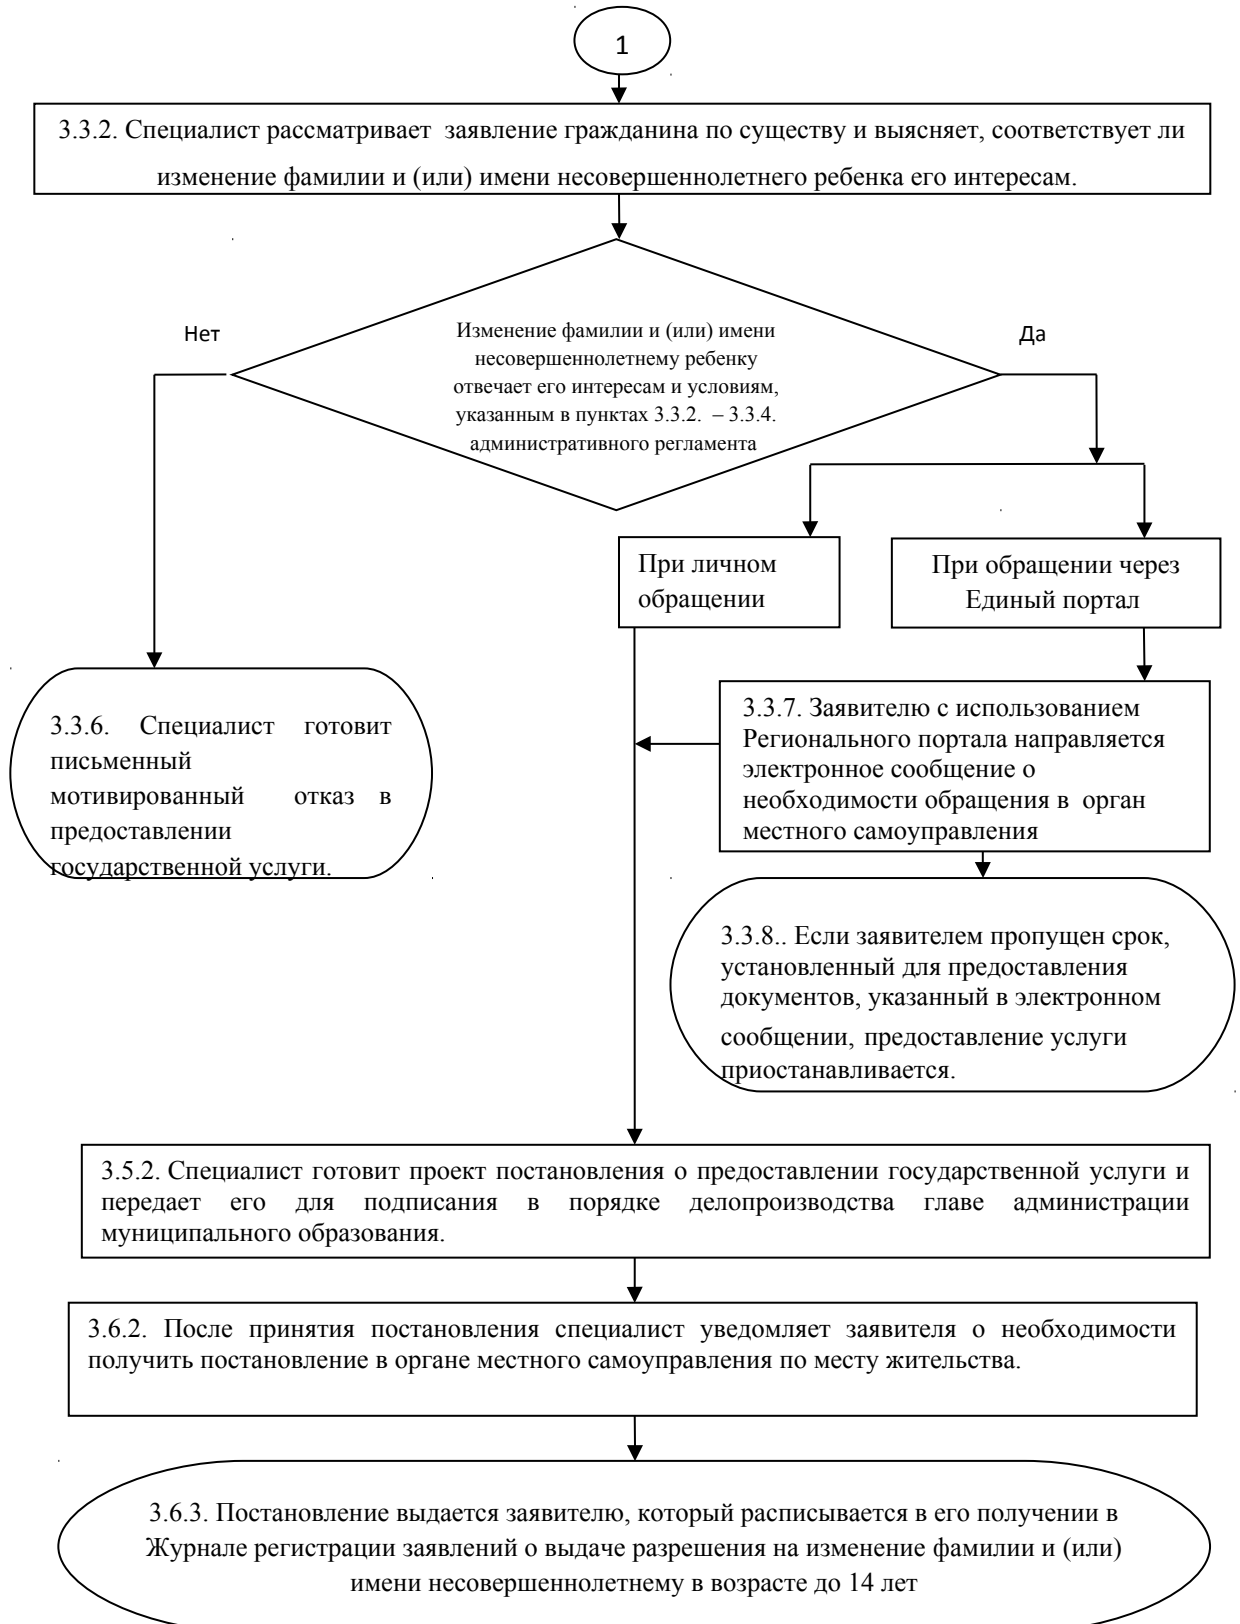 1
3.3.2. Специалист рассматривает заявление гражданина по существу и выясняет, соответствует ли
изменение фамилии и (или) имени несовершеннолетнего ребенка его интересам.
Нет
Да
Изменение фамилии и (или) имени
несовершеннолетнему ребенку
отвечает его интересам и условиям,
указанным в пунктах 3.3.2. – 3.3.4.
административного регламента
При личном
обращении
При обращении через
Единый портал
3.3.6. Специалист готовит
письменный
мотивированный отказ в
предоставлении
государственной услуги.
3.3.7. Заявителю с использованием
Регионального портала направляется
электронное сообщение о
необходимости обращения в орган
местного самоуправления
3.3.8.. Если заявителем пропущен срок,
установленный для предоставления
документов, указанный в электронном
сообщении, предоставление услуги
приостанавливается.
3.5.2. Специалист готовит проект постановления о предоставлении государственной услуги и
передает его для подписания в порядке делопроизводства главе администрации
муниципального образования.
3.6.2. После принятия постановления специалист уведомляет заявителя о необходимости
получить постановление в органе местного самоуправления по месту жительства.
3.6.3. Постановление выдается заявителю, который расписывается в его получении в
Журнале регистрации заявлений о выдаче разрешения на изменение фамилии и (или)
имени несовершеннолетнему в возрасте до 14 лет